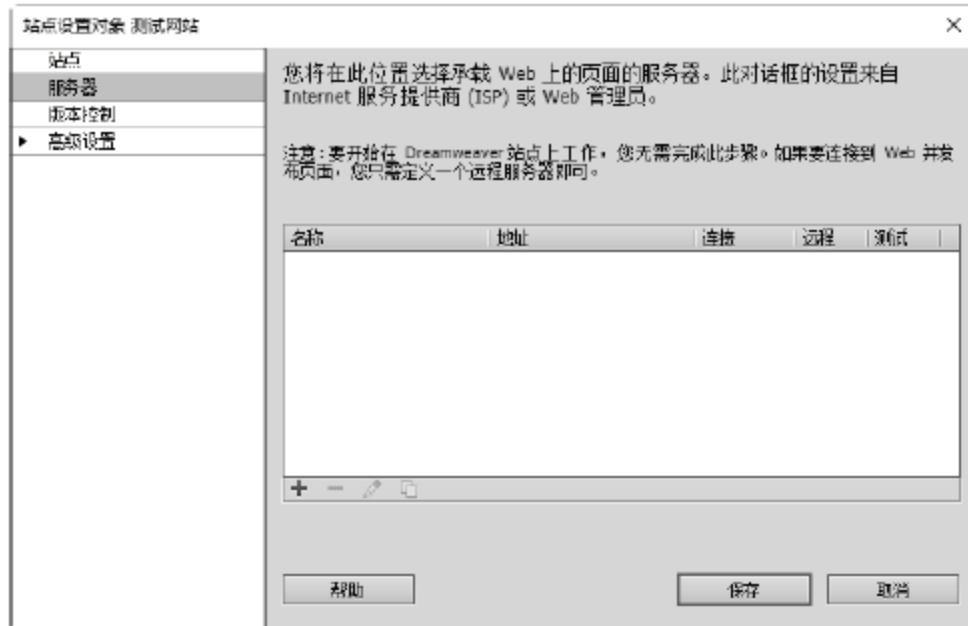 站点设置对象 测试网站
站点
服务器
版本控制
高级设置
您将在此位置选择承载 Web 上的页面的服务器。此对话框的设置来自
Internet 服务提供商 (ISP) 或 Web 管理员。
注意:要开始在 Dreamweaver 站点上工作,您无需完成此步骤。如果要连接到 Web 并发
布页面,您只需定义一个远程服务器即可。
名称 地址 连接 远程 测试
帮助 保存 取消